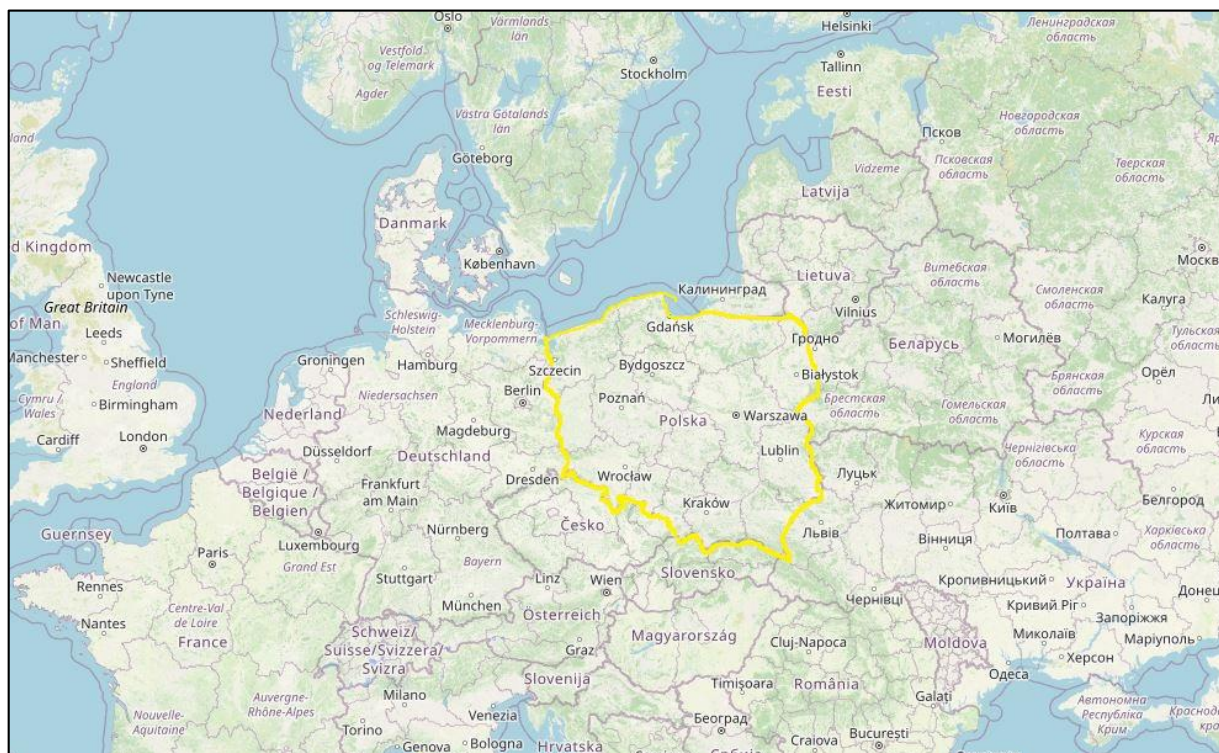 Oslo
Helsinki
Ленинградская
область
Värmlands
län
Vestfold-
og Telemark
Stockholm
Tallinn
Eesti
Agder
Västra Götalands
län
Новгородская
область
Псков
Göteborg
Псковская
область
Vidzeme
Тверская
область
Latvija
Danmark
d Kingdom
København
Lietuva
Витебская
область
Москв
Newcastle
upon Tyne
Калининград
Смоленская
область
Great Britain
of Man
Leeds
Schleswig-
Holstein
Mecklenburg-
Vorpommern
Gdańsk
Vilnius
Калуга
Тульская
область
Manchester
Sheffield
Groningen
Hamburg
Szczecin
Bydgoszcz
Гродно
Беларусь
Могилёв
England
Cymru /
Wales
Birmingham
Niedersachsen
Berlin
Białystok
Брянская
область
Орёл
Nederland
Poznań
Polska
Warszawa
Брестская
область
Гомельская
область
Cardiff
London
Magdeburg
Düsseldorf
Deutschland
Lublin
Чернігівська
область
Курская
область
België /
Belgique /
Belgien
Frankfurt
am Main
Dresden
Wrocław
Луцьк
Житомир
Київ
Белгород
Guernsey
Luxembourg
Nürnberg
Česko
Kraków
Львів
Вінниця
Полтава
Харківська
область
Paris
Grand Est
Stuttgart
Bayern
Slovensko
Rennes
Linz
Wien
Кропивницький
Україна
Донец
Nantes
Centre-Val
de Loire
München
Österreich
Чернівці
Кривий Ріг
Запоріжжя
France
Schweiz/
Suisse/Svizzera/
Svizra
Graz
Magyarország
Cluj-Napoca
Moldova
Миколаїв
Маріуполь
Slovenija
Херсон
Nouvelle-
Aquitaine
Auvergne-
Rhône-Alpes
Milano
Timișoara
România
Одеса
Torino
Venezia
Galați
Автономна
Республіка
Крим
Genova
Bologna
Hrvatska
Београд
Craiova
București